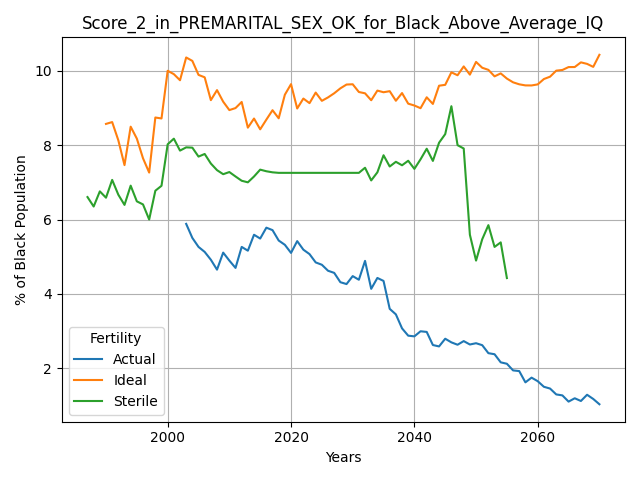 Score_2_in_PREMARITAL_SEX_OK_for_Black_Above_Average_IQ
% of Black Population
10
8
6
4
2
Fertility
Actual
Ideal
Sterile
2000 2020 2040 2060
Years